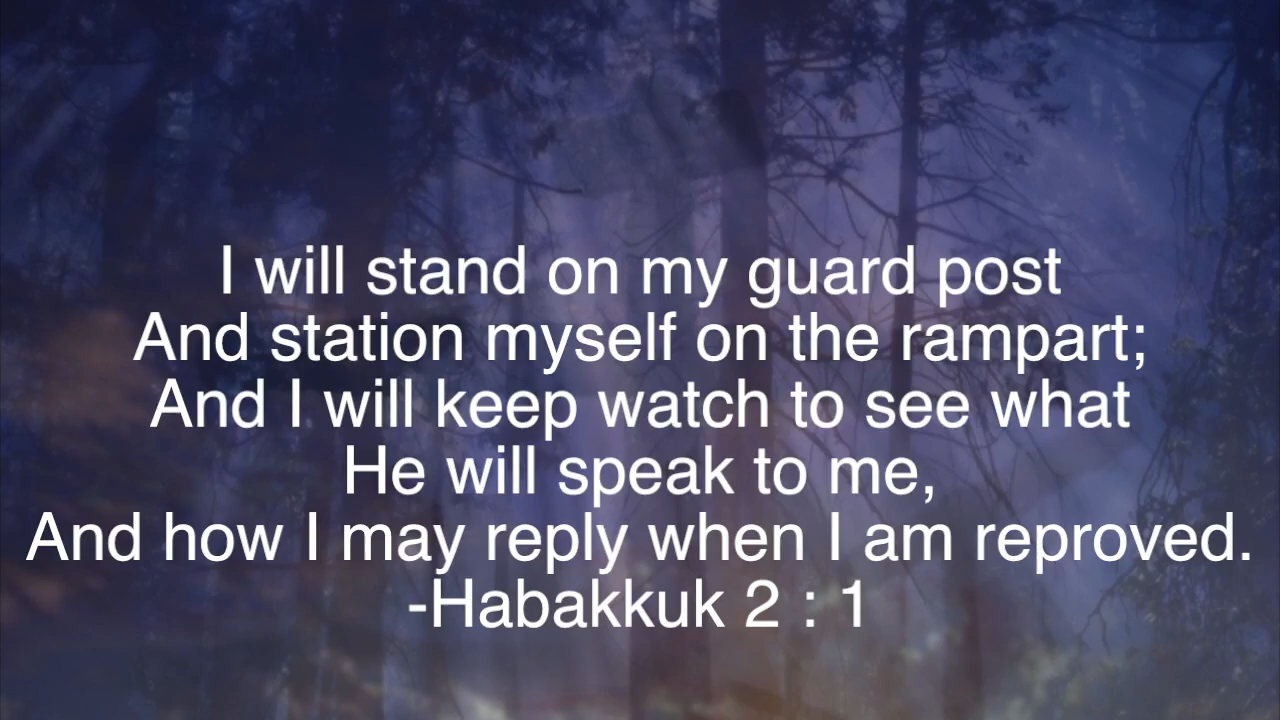 I will stand on my guard post
And station myself on the rampart;
And I will keep watch to see what
He will speak to me,
And how I may reply when I am reproved.
-Habakkuk 2 : 1